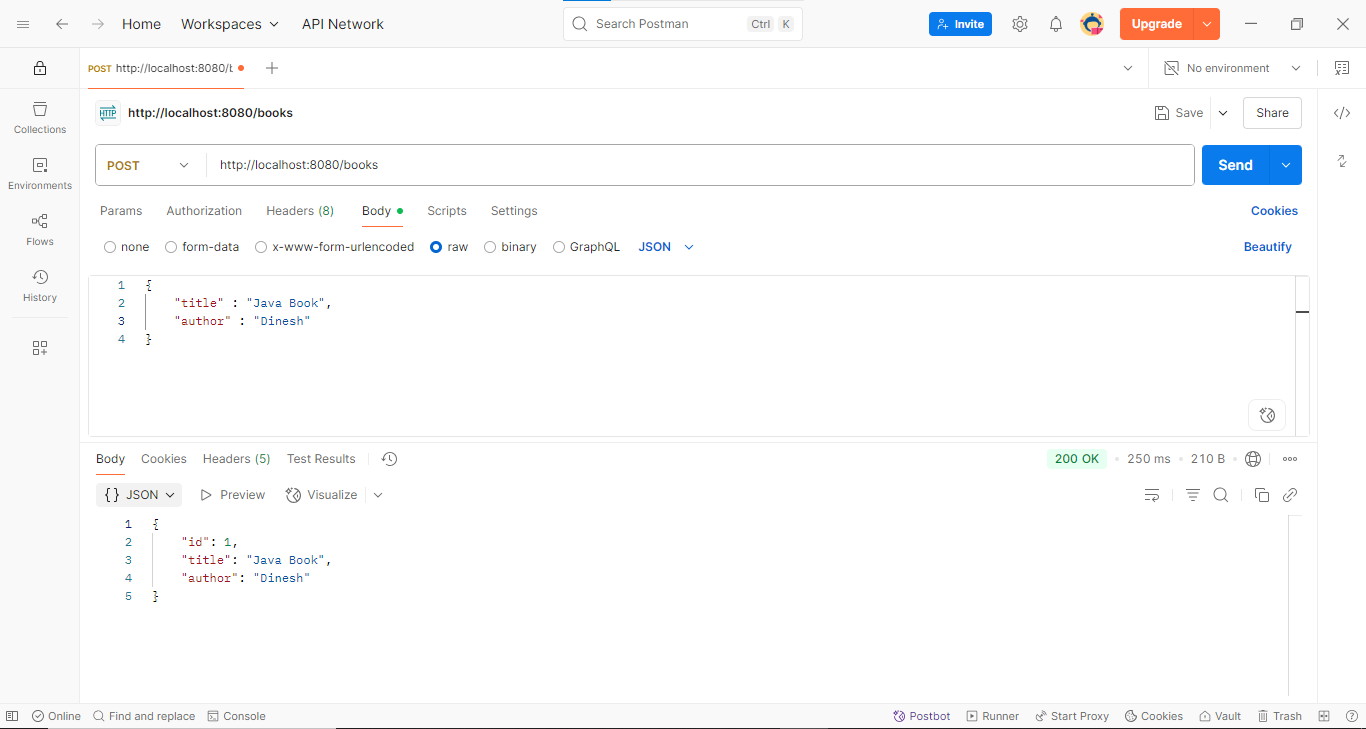 Home Workspaces API Network Search Postman Ctrl K Invite Upgrade
POST http://localhost:8080/t No environment
HTTP http://localhost:8080/books Save Share
Collections
POST http://localhost:8080/books Send
Environments
Params Authorization Headers (8) Body Scripts Settings Cookies
Flows
none form-data x-www-form-urlencoded raw binary GraphQL JSON Beautify
History
1 {
2 "title" : "Java Book",
3 "author" : "Dinesh"
4 }
Body Cookies Headers (5) Test Results 200 OK 250 ms 210 B
{} JSON Preview Visualize
1 {
2 "id": 1,
3 "title": "Java Book",
4 "author": "Dinesh"
5 }
Online Find and replace Console Postbot Runner Start Proxy Cookies Vault Trash